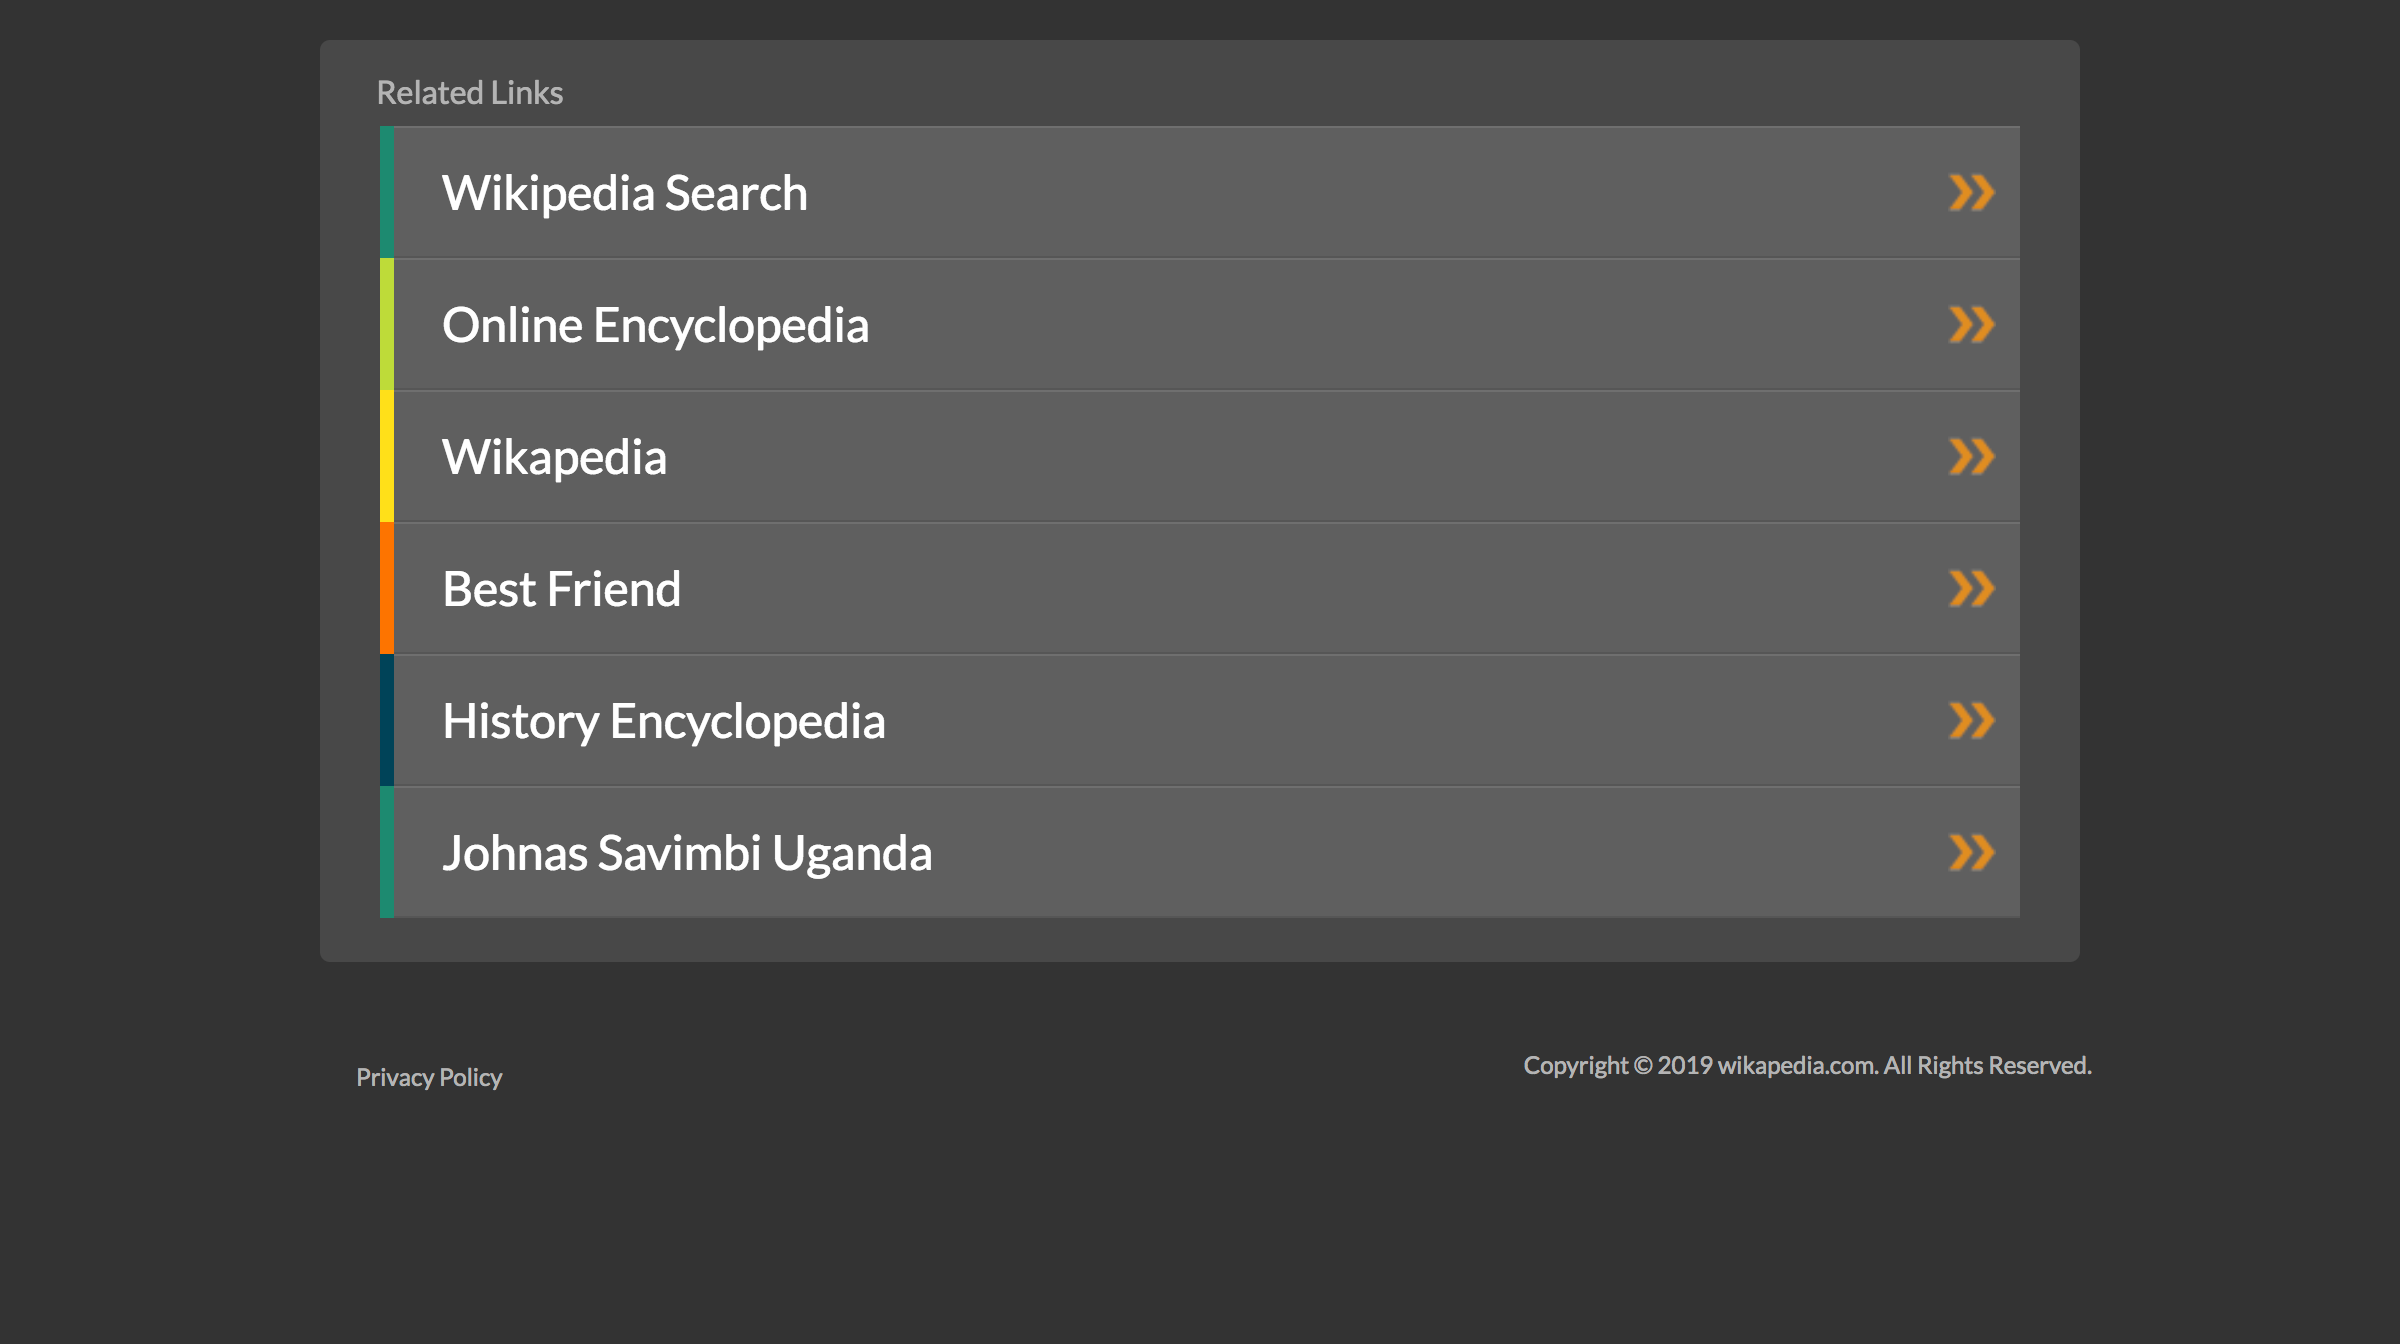 Related Links
Wikipedia Search
Online Encyclopedia
Wikapedia
Best Friend
History Encyclopedia
Johnas Savimbi Uganda
Copyright © 2019 wikapedia.com. All Rights Reserved.
Privacy Policy